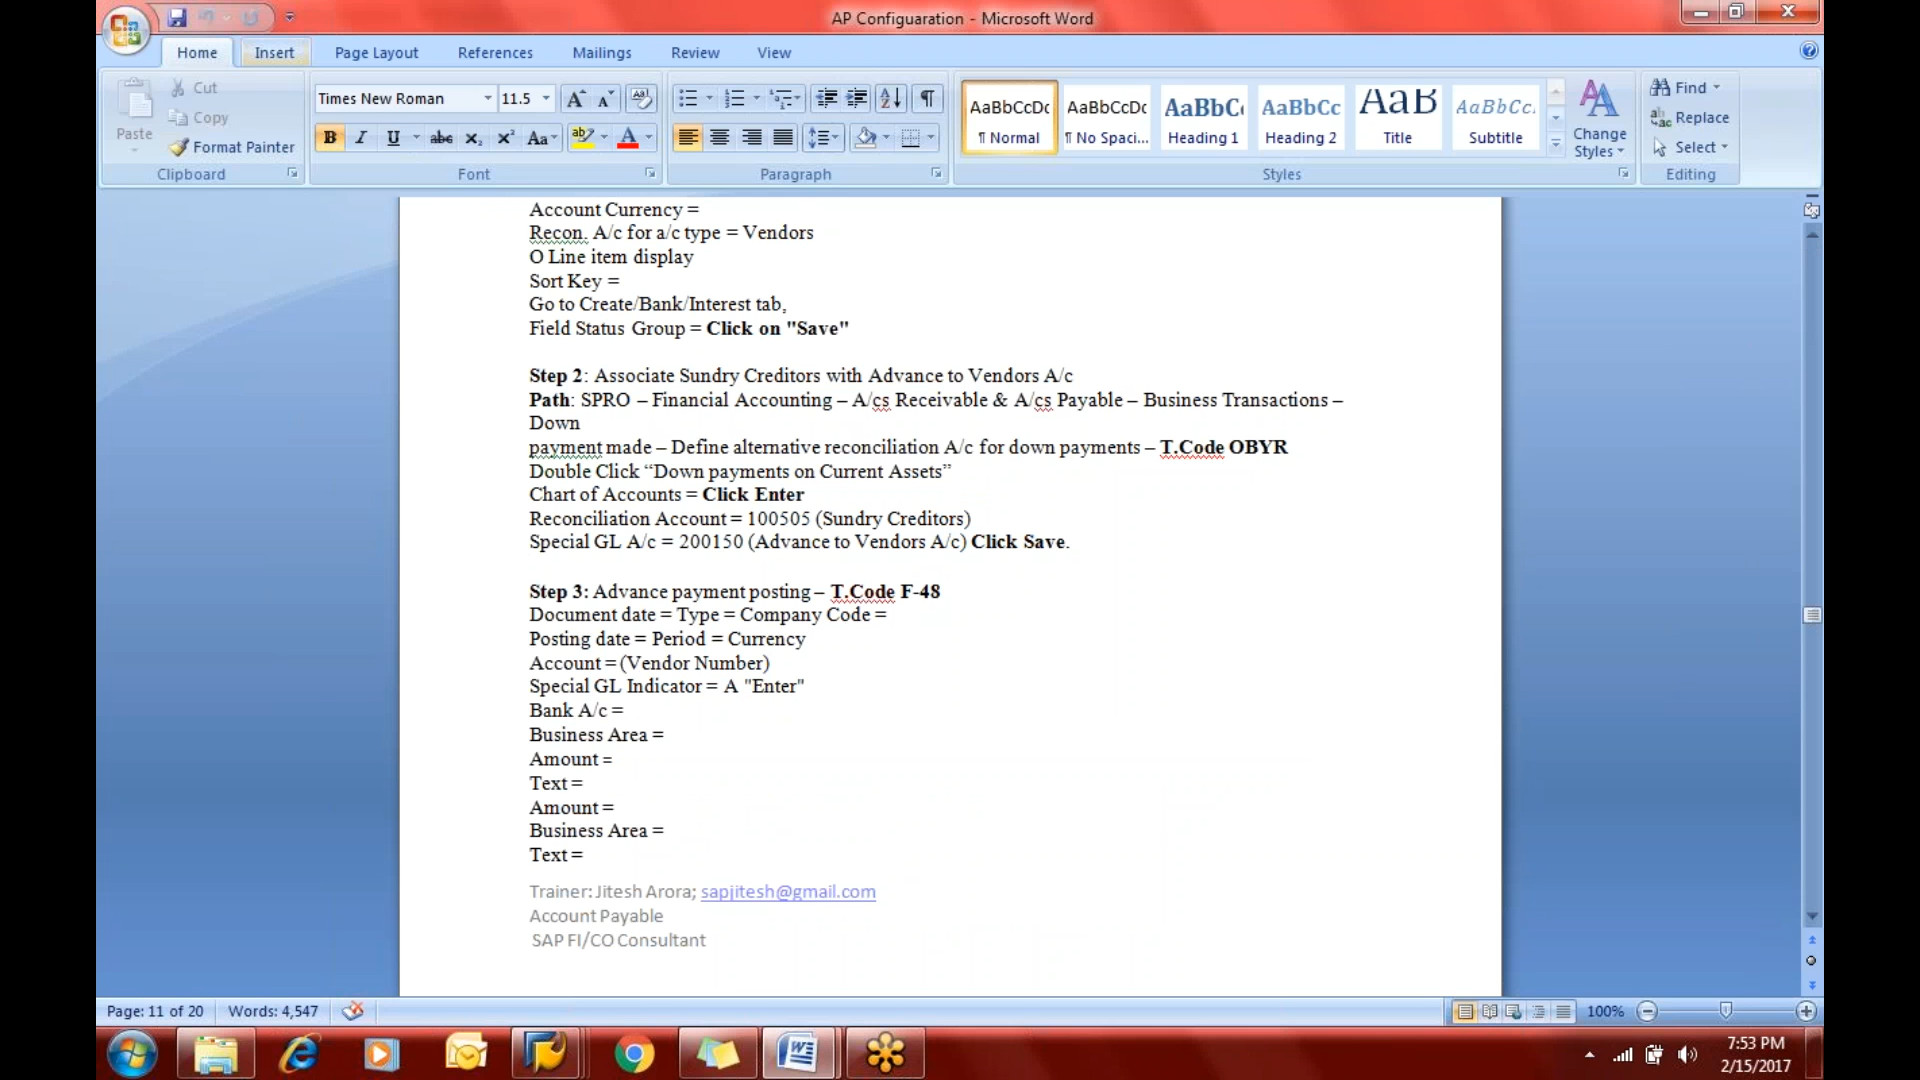 AP Configuaration - Microsoft Word
Home Insert Page Layout References Mailings Review View
Paste
Cut
Copy
Format Painter
Clipboard
Times New Roman 11.5
Font
Paragraph
AaBbCcDc AaBbCcDc AaBbC AaBbCc AaB AaBbCc.
¶ Normal ¶ No Spaci... Heading 1 Heading 2 Title Subtitle
Change Styles
Styles
Find
Replace
Select
Editing
Account Currency =
Recon. A/c for a/c type = Vendors
O Line item display
Sort Key =
Go to Create/Bank/Interest tab,
Field Status Group = Click on "Save"
Step 2: Associate Sundry Creditors with Advance to Vendors A/c
Path: SPRO – Financial Accounting – A/cs Receivable & A/cs Payable – Business Transactions –
Down
payment made – Define alternative reconciliation A/c for down payments – T.Code OBYR
Double Click “Down payments on Current Assets”
Chart of Accounts = Click Enter
Reconciliation Account = 100505 (Sundry Creditors)
Special GL A/c = 200150 (Advance to Vendors A/c) Click Save.
Step 3: Advance payment posting – T.Code F-48
Document date = Type = Company Code =
Posting date = Period = Currency
Account = (Vendor Number)
Special GL Indicator = A "Enter"
Bank A/c =
Business Area =
Amount =
Text =
Amount =
Business Area =
Text =
Trainer: Jitesh Arora; sapjitesh@gmail.com
Account Payable
SAP FI/CO Consultant
Page: 11 of 20 Words: 4,547 100%
7:53 PM
2/15/2017